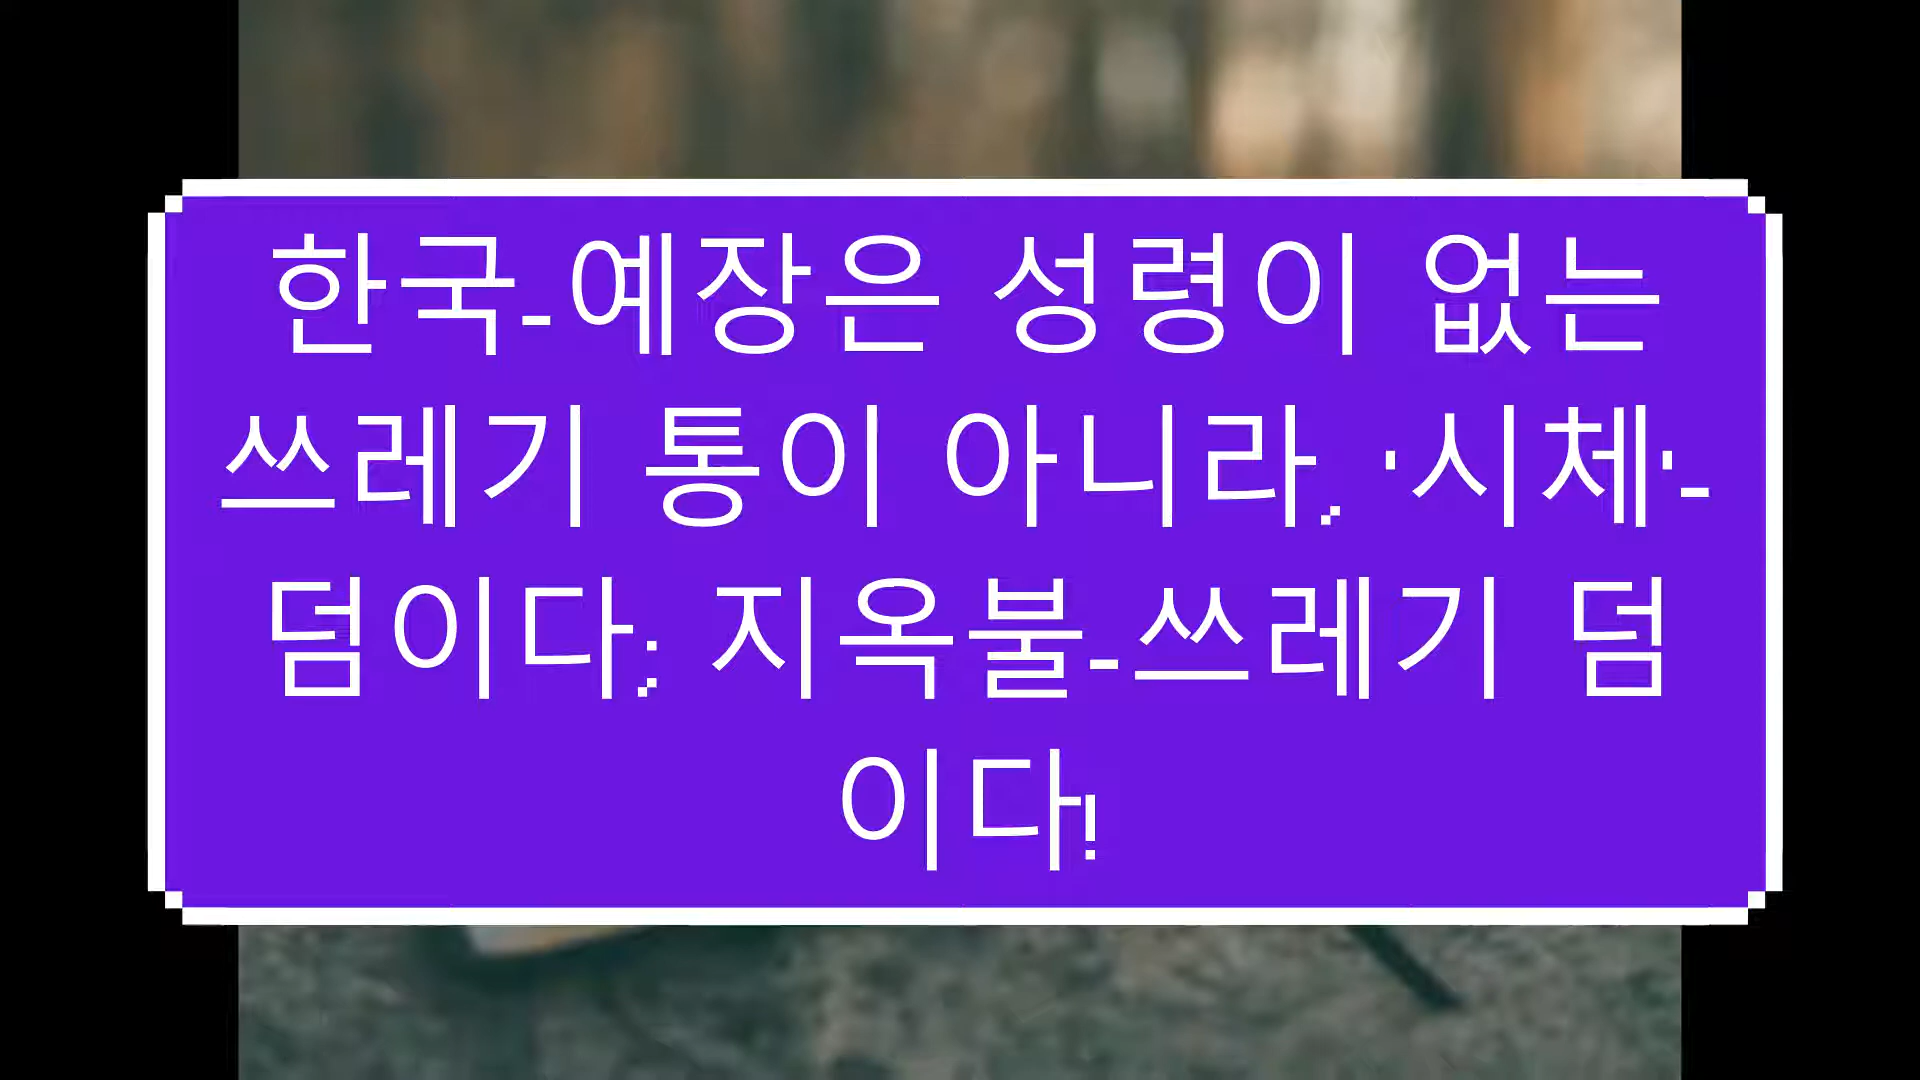 한국-예장은 성령이 없는
쓰레기 통이 아니라, '시체'-
덤이다; 지옥불-쓰레기 덤
이다!